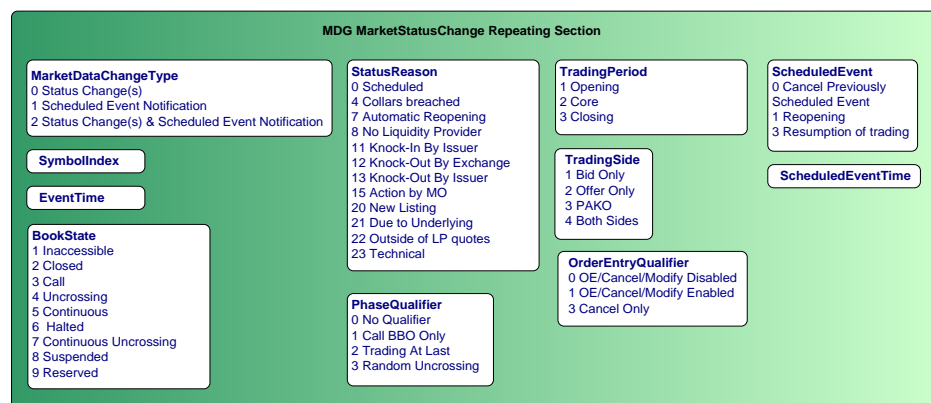 MDG MarketStatusChange Repeating Section
MarketDataChangeType
0 Status Change(s)
1 Scheduled Event Notification
2 Status Change(s) & Scheduled Event Notification
SymbolIndex
EventTime
BookState
1 Inaccessible
2 Closed
3 Call
4 Uncrossing
5 Continuous
6 Halted
7 Continuous Uncrossing
8 Suspended
9 Reserved
StatusReason
0 Scheduled
4 Collars breached
7 Automatic Reopening
8 No Liquidity Provider
11 Knock-In By Issuer
12 Knock-Out By Exchange
13 Knock-Out By Issuer
15 Action by MO
20 New Listing
21 Due to Underlying
22 Outside of LP quotes
23 Technical
PhaseQualifier
0 No Qualifier
1 Call BBO Only
2 Trading At Last
3 Random Uncrossing
TradingPeriod
1 Opening
2 Core
3 Closing
TradingSide
1 Bid Only
2 Offer Only
3 PAKO
4 Both Sides
OrderEntryQualifier
0 OE/Cancel/Modify Disabled
1 OE/Cancel/Modify Enabled
3 Cancel Only
ScheduledEvent
0 Cancel Previously
Scheduled Event
1 Reopening
3 Resumption of trading
ScheduledEventTime